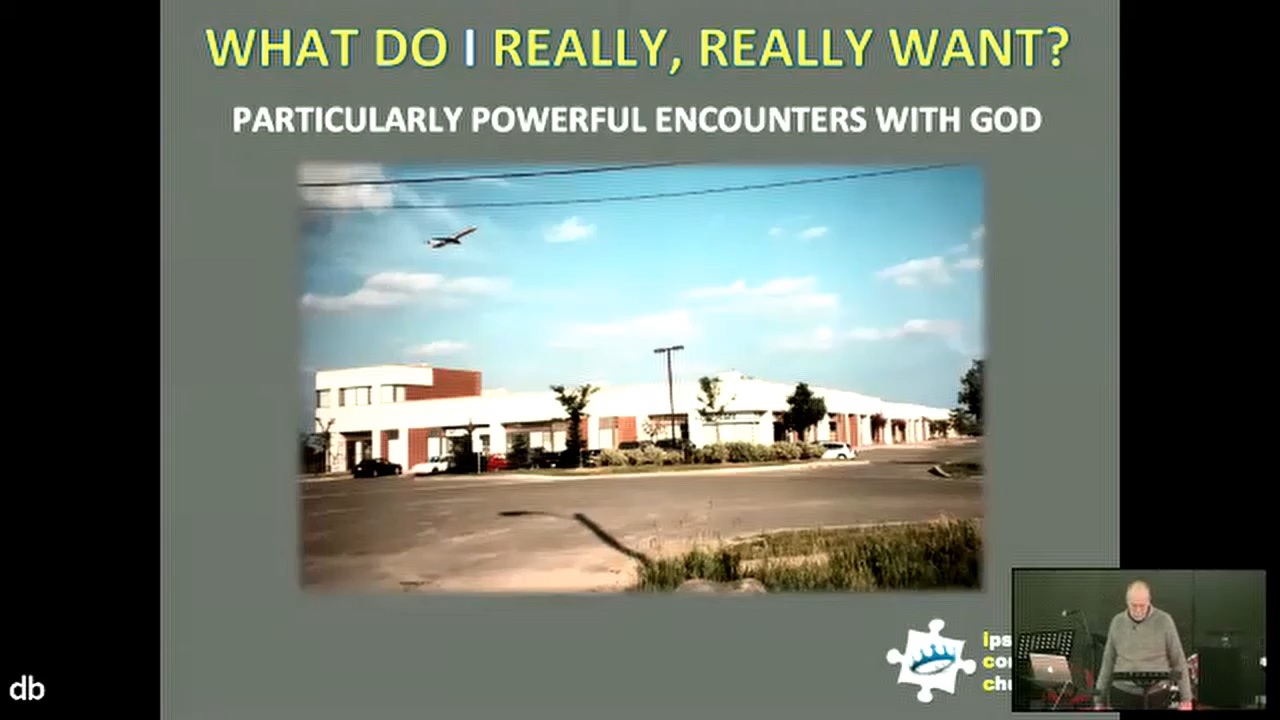 WHAT DO I REALLY, REALLY WANT?
PARTICULARLY POWERFUL ENCOUNTERS WITH GOD
db